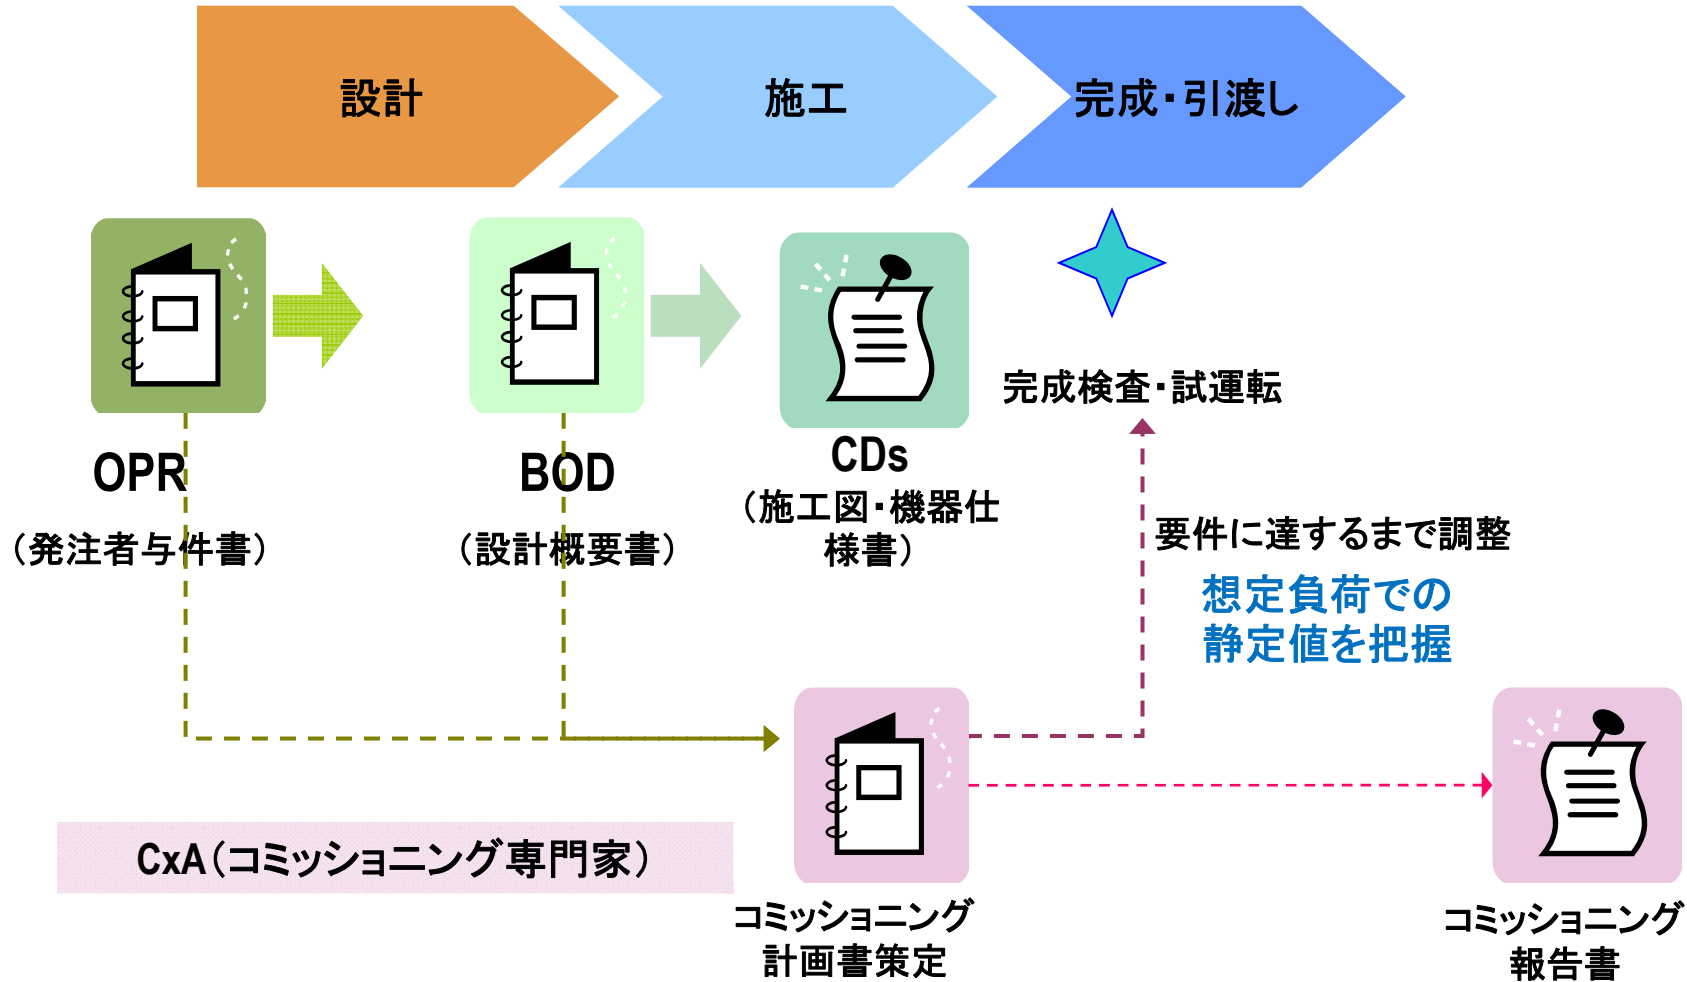 設計
施工
完成・引渡し
OPR
（発注者与件書）
BOD
（設計概要書）
CDs
（施工図・機器仕
様書）
完成検査・試運転
要件に達するまで調整
想定負荷での
静定値を把握
CxA（コミッショニング専門家）
コミッショニング
計画書策定
コミッショニング
報告書